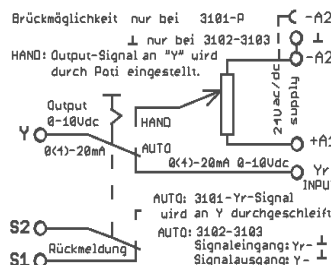 Brückmöglichkeit nur bei 3101-P
⊥ nur bei 3102-3103
HAND: Output-Signal an "Y" wird
durch Poti eingestellt.
-A2
⊥
-A2
24Vac/dc
supply
+A1
Output
0-10Vdc
HAND
Y
0(4)-20mA
AUTO
0(4)-20mA 0-10Vdc
Yr
INPUT
AUTO: 3101-Yr-Signal
wird an Y durchgeschleift
S2
AUTO: 3102-3103
Rückmeldung
Signaleingang: Yr- ⊥
S1
Signalausgang: Y- ⊥